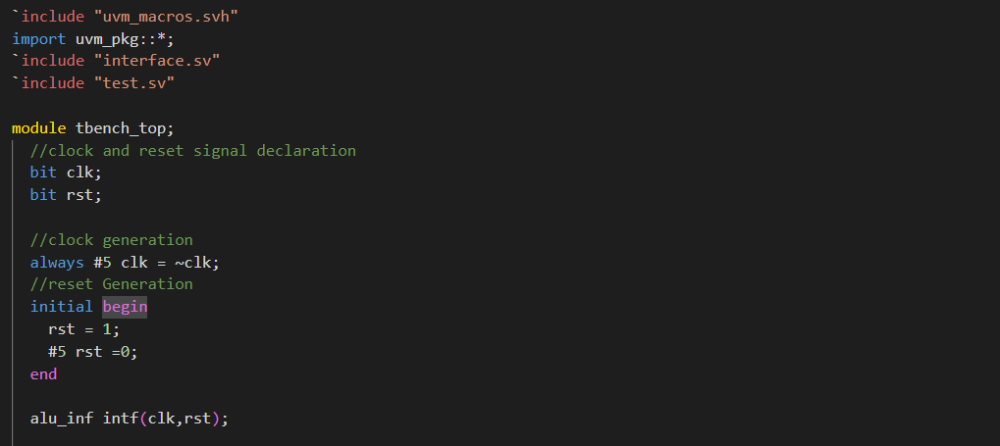 `include "uvm_macros.svh"
import uvm_pkg::*;
`include "interface.sv"
`include "test.sv"
module tbench_top;
//clock and reset signal declaration
bit clk;
bit rst;
//clock generation
always #5 clk = ~clk;
//reset Generation
initial begin
rst = 1;
#5 rst =0;
end
alu_inf intf(clk,rst);